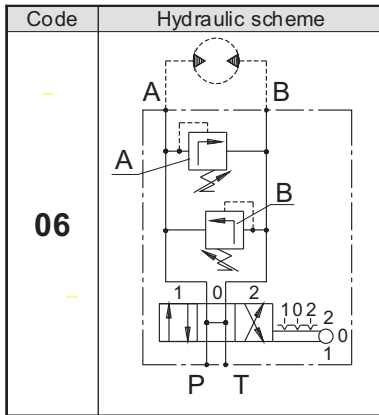 Code Hydraulic scheme
A B
A
B
06
1 0 2
1 0 2 2
0
1
P T